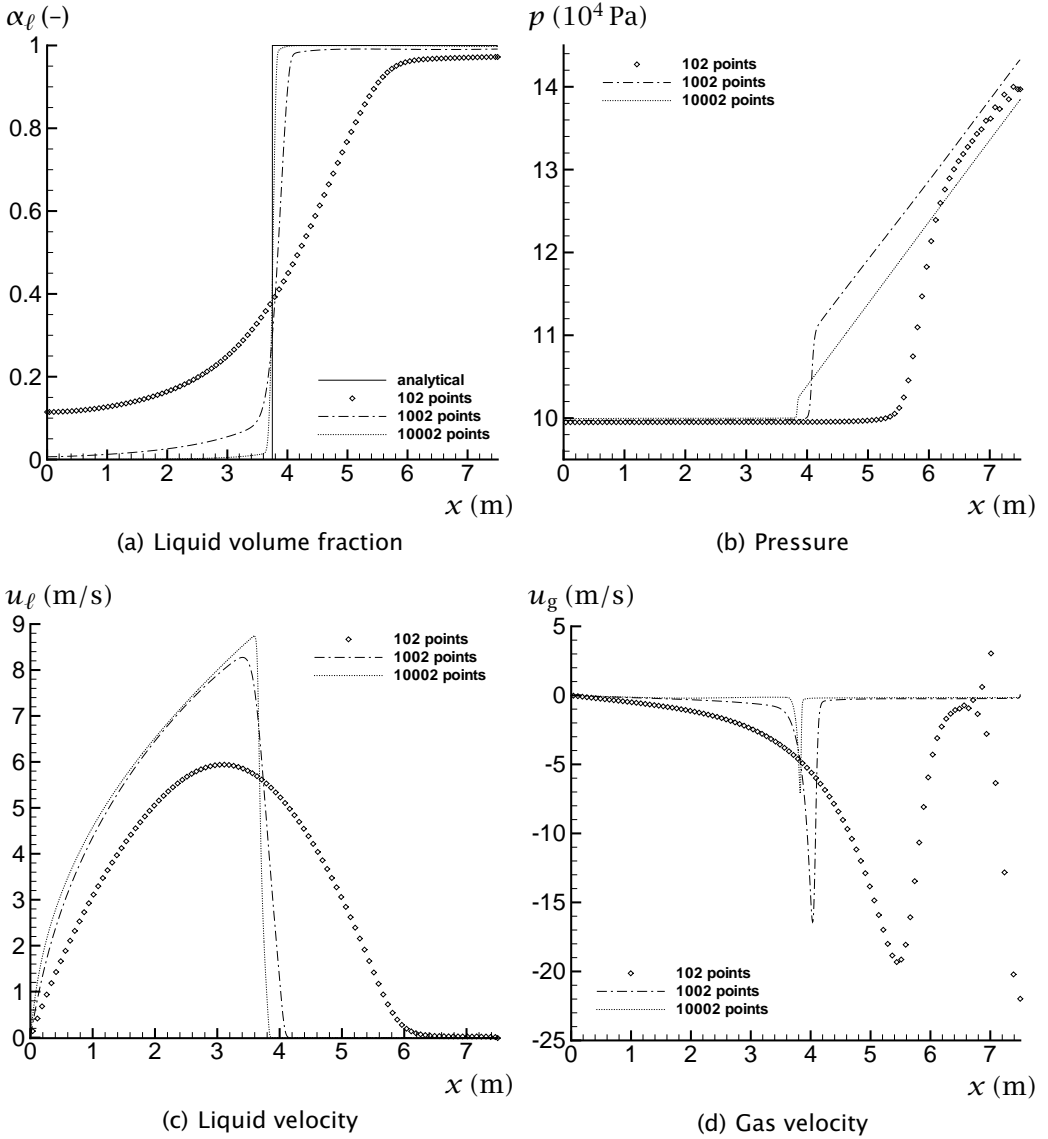 αℓ (–)
1
0.8
0.6
0.4
0.2
0
0 1 2 3 4 5 6 7
x (m)
analytical
102 points
1002 points
10002 points
(a) Liquid volume fraction
p (10⁴ Pa)
14
13
12
11
10
0 1 2 3 4 5 6 7
x (m)
102 points
1002 points
10002 points
(b) Pressure
uℓ (m/s)
9
8
7
6
5
4
3
2
1
0
0 1 2 3 4 5 6 7
x (m)
102 points
1002 points
10002 points
(c) Liquid velocity
ug (m/s)
5
0
-5
-10
-15
-20
-25
0 1 2 3 4 5 6 7
x (m)
102 points
1002 points
10002 points
(d) Gas velocity